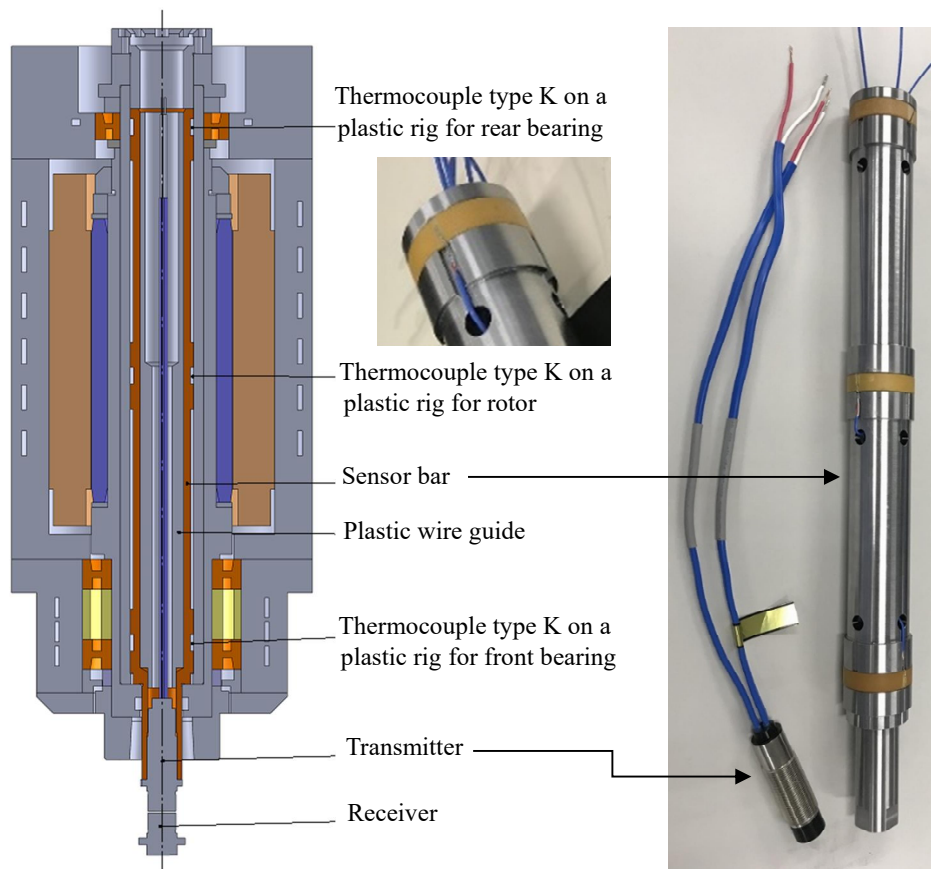 Thermocouple type K on a
plastic rig for rear bearing
Thermocouple type K on a
plastic rig for rotor
Sensor bar
Plastic wire guide
Thermocouple type K on a
plastic rig for front bearing
Transmitter
Receiver